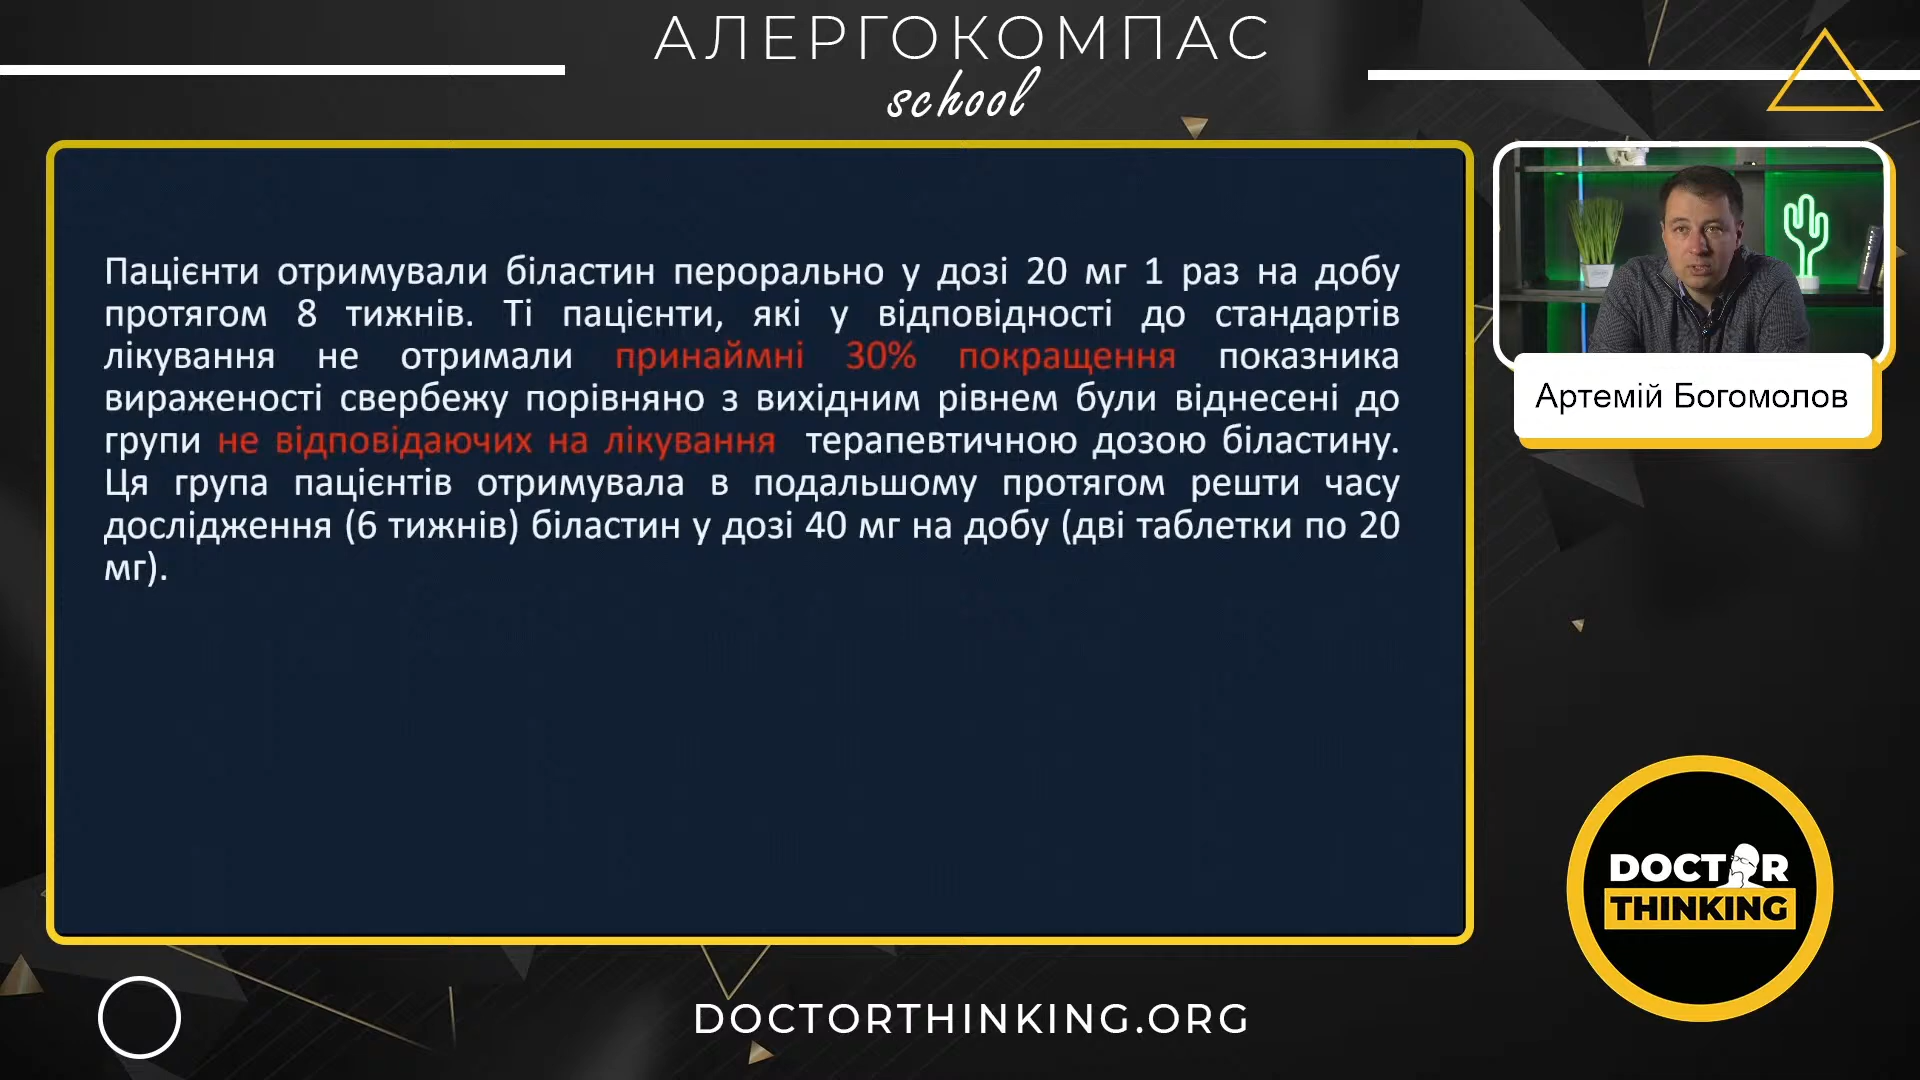 АЛЕРГОКОМПАС
school
Пацієнти отримували біластин перорально у дозі 20 мг 1 раз на добу
протягом 8 тижнів. Ті пацієнти, які у відповідності до стандартів
лікування не отримали принаймні 30% покращення показника
вираженості свербежу порівняно з вихідним рівнем були віднесені до
групи не відповідаючих на лікування терапевтичною дозою біластину.
Ця група пацієнтів отримувала в подальшому протягом решти часу
дослідження (6 тижнів) біластин у дозі 40 мг на добу (дві таблетки по 20
мг).
Артемій Богомолов
DOCTOR
THINKING
DOCTORTHINKING.ORG